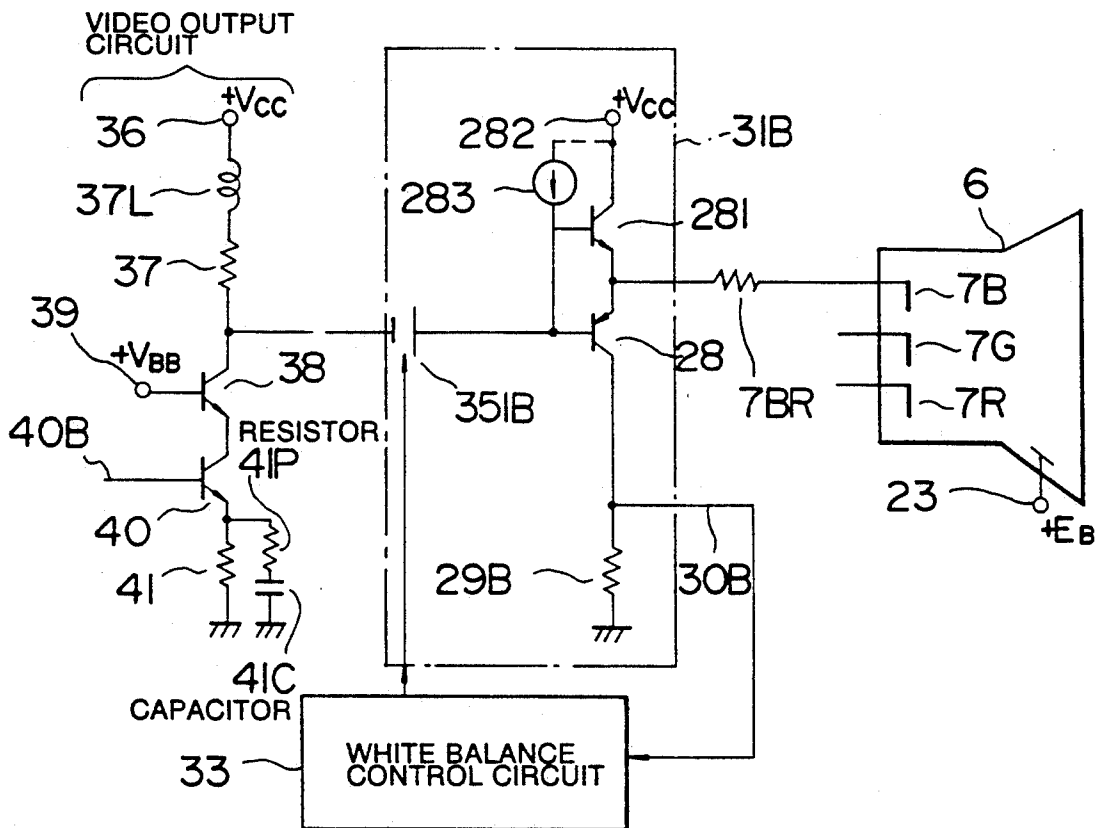 VIDEO OUTPUT
CIRCUIT
+VCC
36
37L
37
39
+VBB
38
40B
RESISTOR
41P
40
41
41C
CAPACITOR
33
+VCC
282
31B
283
281
28
351B
7BR
6
7B
7G
7R
23
+EB
29B
30B
WHITE BALANCE
CONTROL CIRCUIT